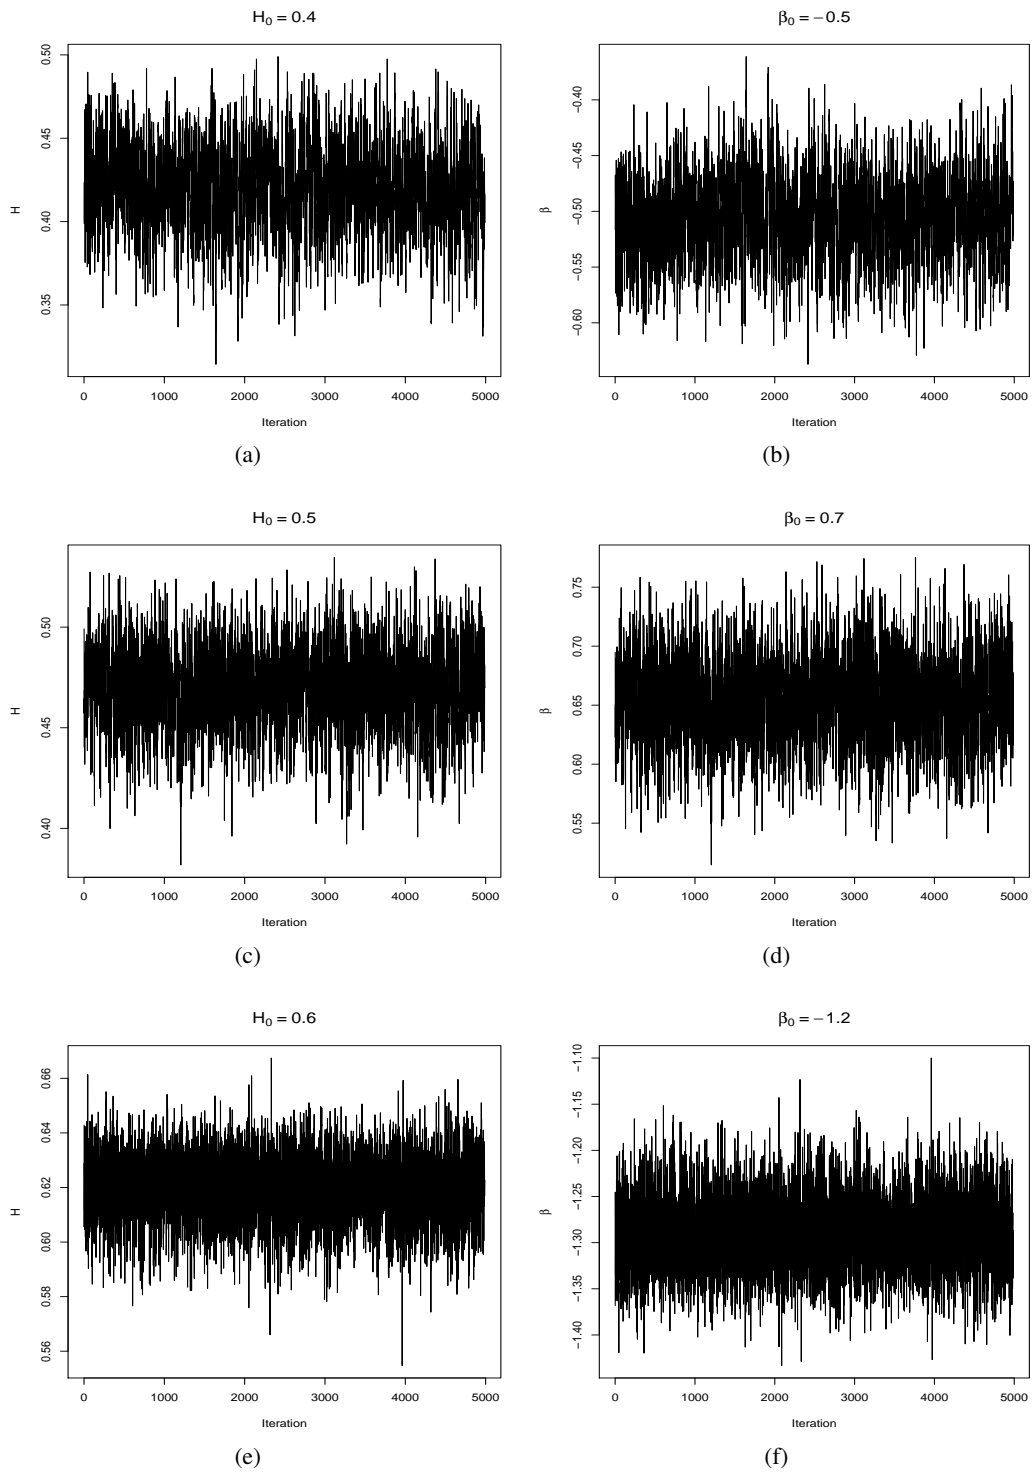 H₀ = 0.4
0.50
0.45
0.40
0.35
H
0 1000 2000 3000 4000 5000
Iteration
(a)
β₀ = −0.5
−0.40
−0.45
−0.50
−0.55
−0.60
β
0 1000 2000 3000 4000 5000
Iteration
(b)
H₀ = 0.5
0.50
0.45
0.40
H
0 1000 2000 3000 4000 5000
Iteration
(c)
β₀ = 0.7
0.75
0.70
0.65
0.60
0.55
β
0 1000 2000 3000 4000 5000
Iteration
(d)
H₀ = 0.6
0.66
0.64
0.62
0.60
0.58
0.56
H
0 1000 2000 3000 4000 5000
Iteration
(e)
β₀ = −1.2
−1.10
−1.15
−1.20
−1.25
−1.30
−1.35
−1.40
β
0 1000 2000 3000 4000 5000
Iteration
(f)